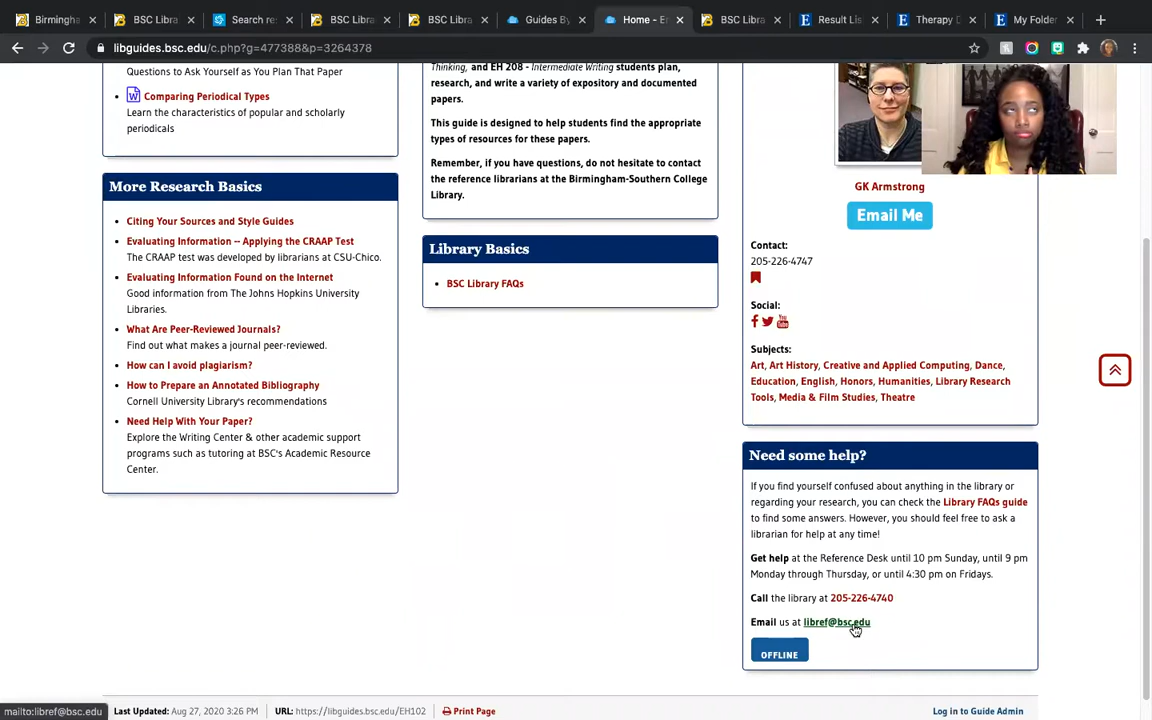 Birmingh
BSC Libra
Search re
BSC Libra
BSC Libra
Guides By
Home - E
BSC Libra
Result Lis
Therapy D
My Folder
libguides.bsc.edu/c.php?g=477388&p=3264378
Questions to Ask Yourself as You Plan That Paper
Comparing Periodical Types
Learn the characteristics of popular and scholarly
periodicals
More Research Basics
Citing Your Sources and Style Guides
Evaluating Information -- Applying the CRAAP Test
The CRAAP test was developed by librarians at CSU-Chico.
Evaluating Information Found on the Internet
Good information from The Johns Hopkins University
Libraries.
What Are Peer-Reviewed Journals?
Find out what makes a journal peer-reviewed.
How can I avoid plagiarism?
How to Prepare an Annotated Bibliography
Cornell University Library's recommendations
Need Help With Your Paper?
Explore the Writing Center & other academic support
programs such as tutoring at BSC's Academic Resource
Center.
Thinking, and EH 208 - Intermediate Writing students plan,
research, and write a variety of expository and documented
papers.
This guide is designed to help students find the appropriate
types of resources for these papers.
Remember, if you have questions, do not hesitate to contact
the reference librarians at the Birmingham-Southern College
Library.
Library Basics
BSC Library FAQs
GK Armstrong
Email Me
Contact:
205-226-4747
Social:
Subjects:
Art, Art History, Creative and Applied Computing, Dance,
Education, English, Honors, Humanities, Library Research
Tools, Media & Film Studies, Theatre
Need some help?
If you find yourself confused about anything in the library or
regarding your research, you can check the Library FAQs guide
to find some answers. However, you should feel free to ask a
librarian for help at any time!
Get help at the Reference Desk until 10 pm Sunday, until 9 pm
Monday through Thursday, or until 4:30 pm on Fridays.
Call the library at 205-226-4740
Email us at libref@bsc.edu
OFFLINE
mailto:libref@bsc.edu
Last Updated: Aug 27, 2020 3:26 PM
URL: https://libguides.bsc.edu/EH102
Print Page
Log in to Guide Admin